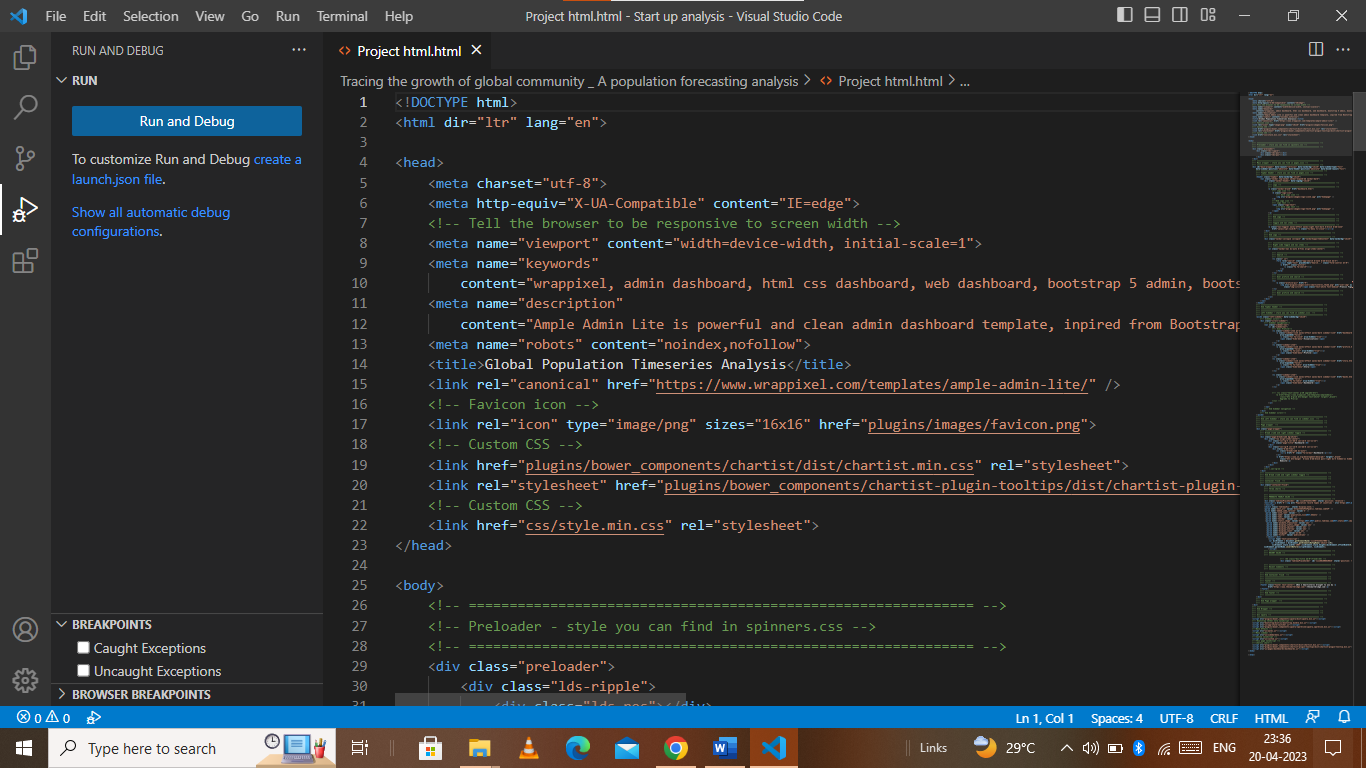 File Edit Selection View Go Run Terminal Help
Project html.html - Start up analysis - Visual Studio Code
RUN AND DEBUG ···
RUN
Run and Debug
To customize Run and Debug create a
launch.json file.
Show all automatic debug
configurations.
BREAKPOINTS
Caught Exceptions
Uncaught Exceptions
BROWSER BREAKPOINTS
<> Project html.html
Tracing the growth of global community _ A population forecasting analysis > <> Project html.html > ...
1 <!DOCTYPE html>
2 <html dir="ltr" lang="en">
3
4 <head>
5 <meta charset="utf-8">
6 <meta http-equiv="X-UA-Compatible" content="IE=edge">
7 <!-- Tell the browser to be responsive to screen width -->
8 <meta name="viewport" content="width=device-width, initial-scale=1">
9 <meta name="keywords"
10 content="wrappixel, admin dashboard, html css dashboard, web dashboard, bootstrap 5 admin, boots
11 <meta name="description"
12 content="Ample Admin Lite is powerful and clean admin dashboard template, inpired from Bootstrap
13 <meta name="robots" content="noindex,nofollow">
14 <title>Global Population Timeseries Analysis</title>
15 <link rel="canonical" href="https://www.wrappixel.com/templates/ample-admin-lite/" />
16 <!-- Favicon icon -->
17 <link rel="icon" type="image/png" sizes="16x16" href="plugins/images/favicon.png">
18 <!-- Custom CSS -->
19 <link href="plugins/bower_components/chartist/dist/chartist.min.css" rel="stylesheet">
20 <link rel="stylesheet" href="plugins/bower_components/chartist-plugin-tooltips/dist/chartist-plugin-
21 <!-- Custom CSS -->
22 <link href="css/style.min.css" rel="stylesheet">
23 </head>
24
25 <body>
26 <!-- ============================================================== -->
27 <!-- Preloader - style you can find in spinners.css -->
28 <!-- ============================================================== -->
29 <div class="preloader">
30 <div class="lds-ripple">
31 <div class="lds-pos"></div>
0 0
Ln 1, Col 1 Spaces: 4 UTF-8 CRLF HTML
Type here to search
Links 29°C ENG
23:36
20-04-2023